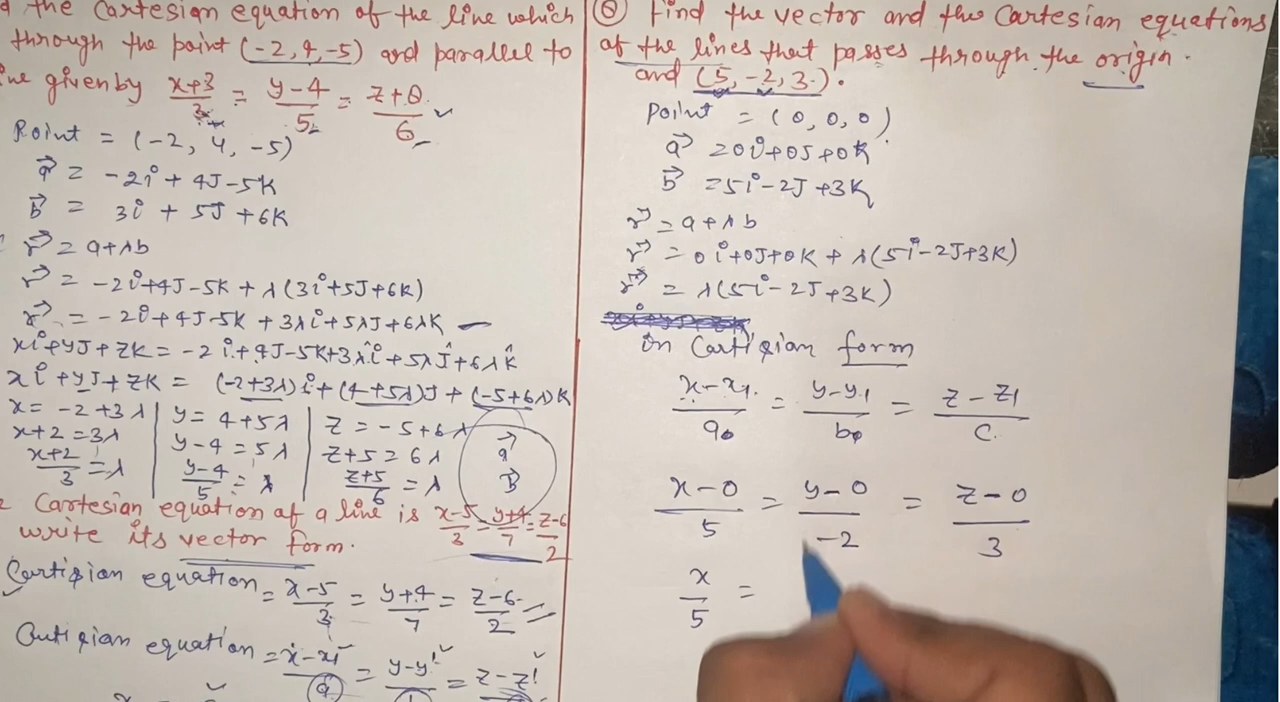 the Cartesian equation of the line which
through the point (-2, 4, -5) and parallel to
given by x+3/3 = y-4/5 = z+8/6
Point = (-2, 4, -5)
a⃗ = -2i + 4J - 5K
b⃗ = 3i + 5J + 6K
r⃗ = a+λb
r⃗ = -2i+4J-5K + λ(3i+5J+6K)
r⃗ = -2i+4J-5K + 3λi+5λJ+6λK
xi+yJ+zK = -2i+4J-5K+3λi+5λĴ+6λK̂
xi+yJ+zK = (-2+3λ)i+(4+5λ)J+(-5+6λ)K
x= -2+3λ | y = 4+5λ | z = -5+6λ
x+2 = 3λ | y-4 = 5λ | z+5 = 6λ
x+2/3 = λ | y-4/5 = λ | z+5/6 = λ
a⃗
b⃗
Cartesian equation of a line is x-5/3 = y+4/7 = z-6/2
write its vector form.
Cartisian equation = x-5/3 = y+4/7 = z-6/2
Cartisian equation = x-x1/a = y-y1 = z-z1
Find the vector and the Cartesian equations
of the lines that passes through the origin.
and (5, -2, 3).
Point = (0, 0, 0)
a⃗ = 0i+0J+0K
b⃗ = 5i-2J+3K
r⃗ = a+λb
r⃗ = 0i+0J+0K + λ(5i-2J+3K)
r⃗ = λ(5i-2J+3K)
in Cartisian form
x-x1/a = y-y1/b = z-z1/c
x-0/5 = y-0/-2 = z-0/3
x/5 =